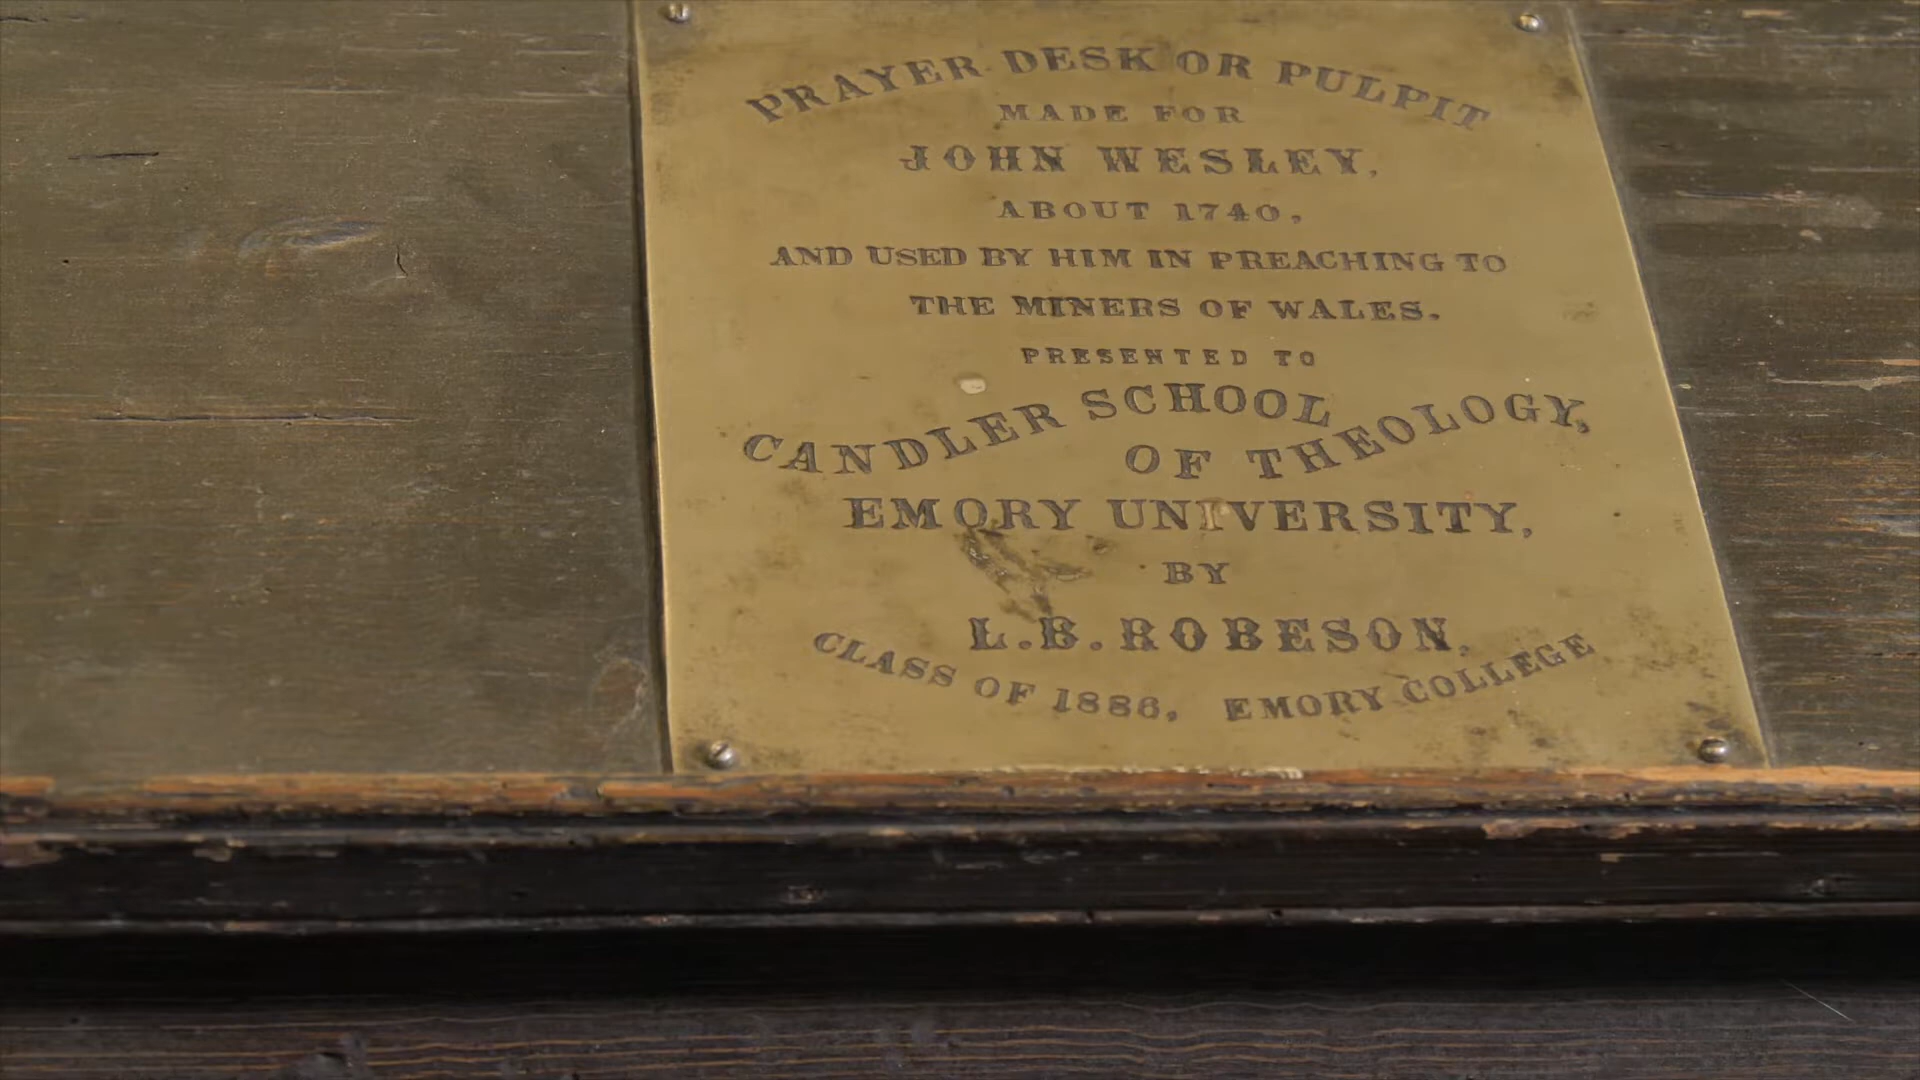 PRAYER DESK OR PULPIT
MADE FOR
JOHN WESLEY,
ABOUT 1740,
AND USED BY HIM IN PREACHING TO
THE MINERS OF WALES.
PRESENTED TO
CANDLER SCHOOL
OF THEOLOGY,
EMORY UNIVERSITY,
BY
L.B. ROBESON,
CLASS OF 1886, EMORY COLLEGE